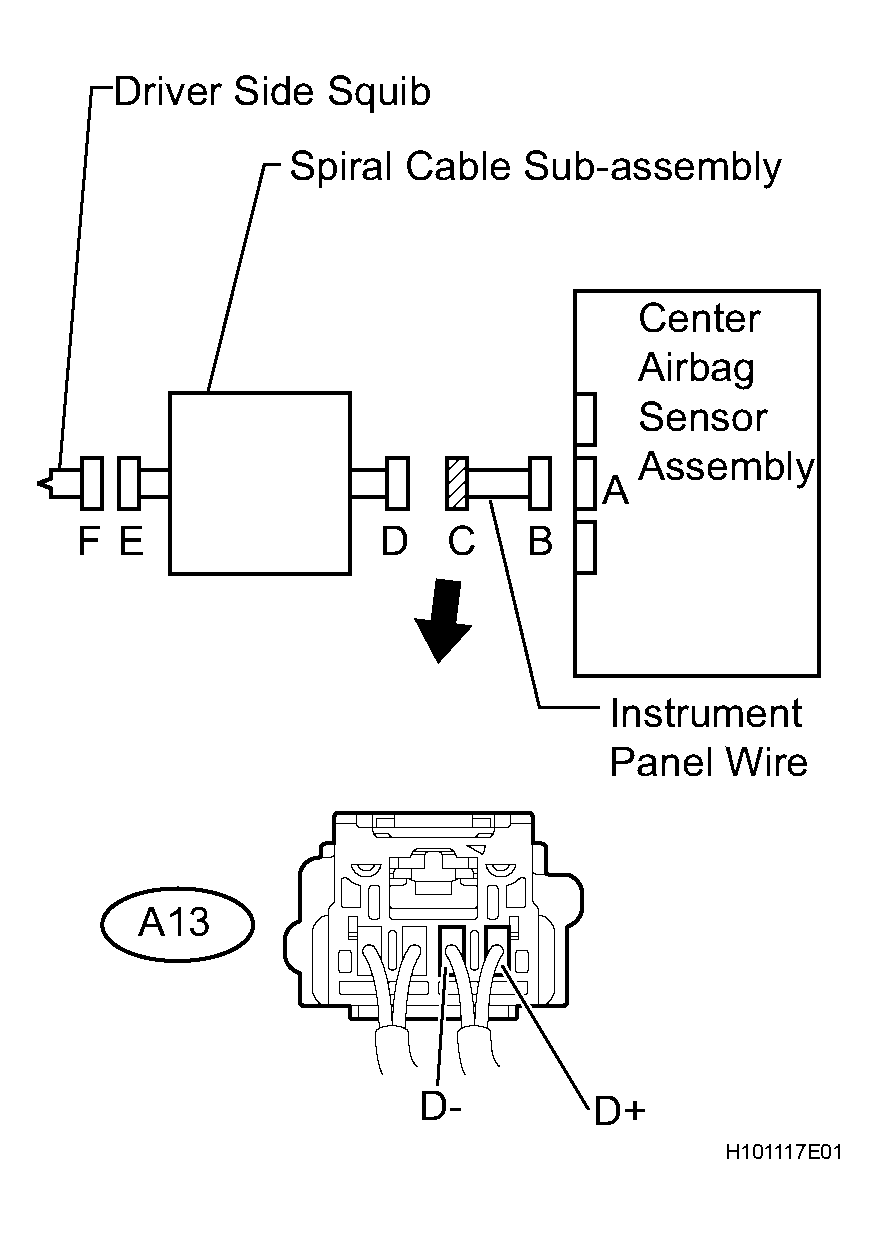 Driver Side Squib
Spiral Cable Sub-assembly
Center
Airbag
Sensor
Assembly
A
F E D C B
Instrument
Panel Wire
A13
D-
D+
H101117E01